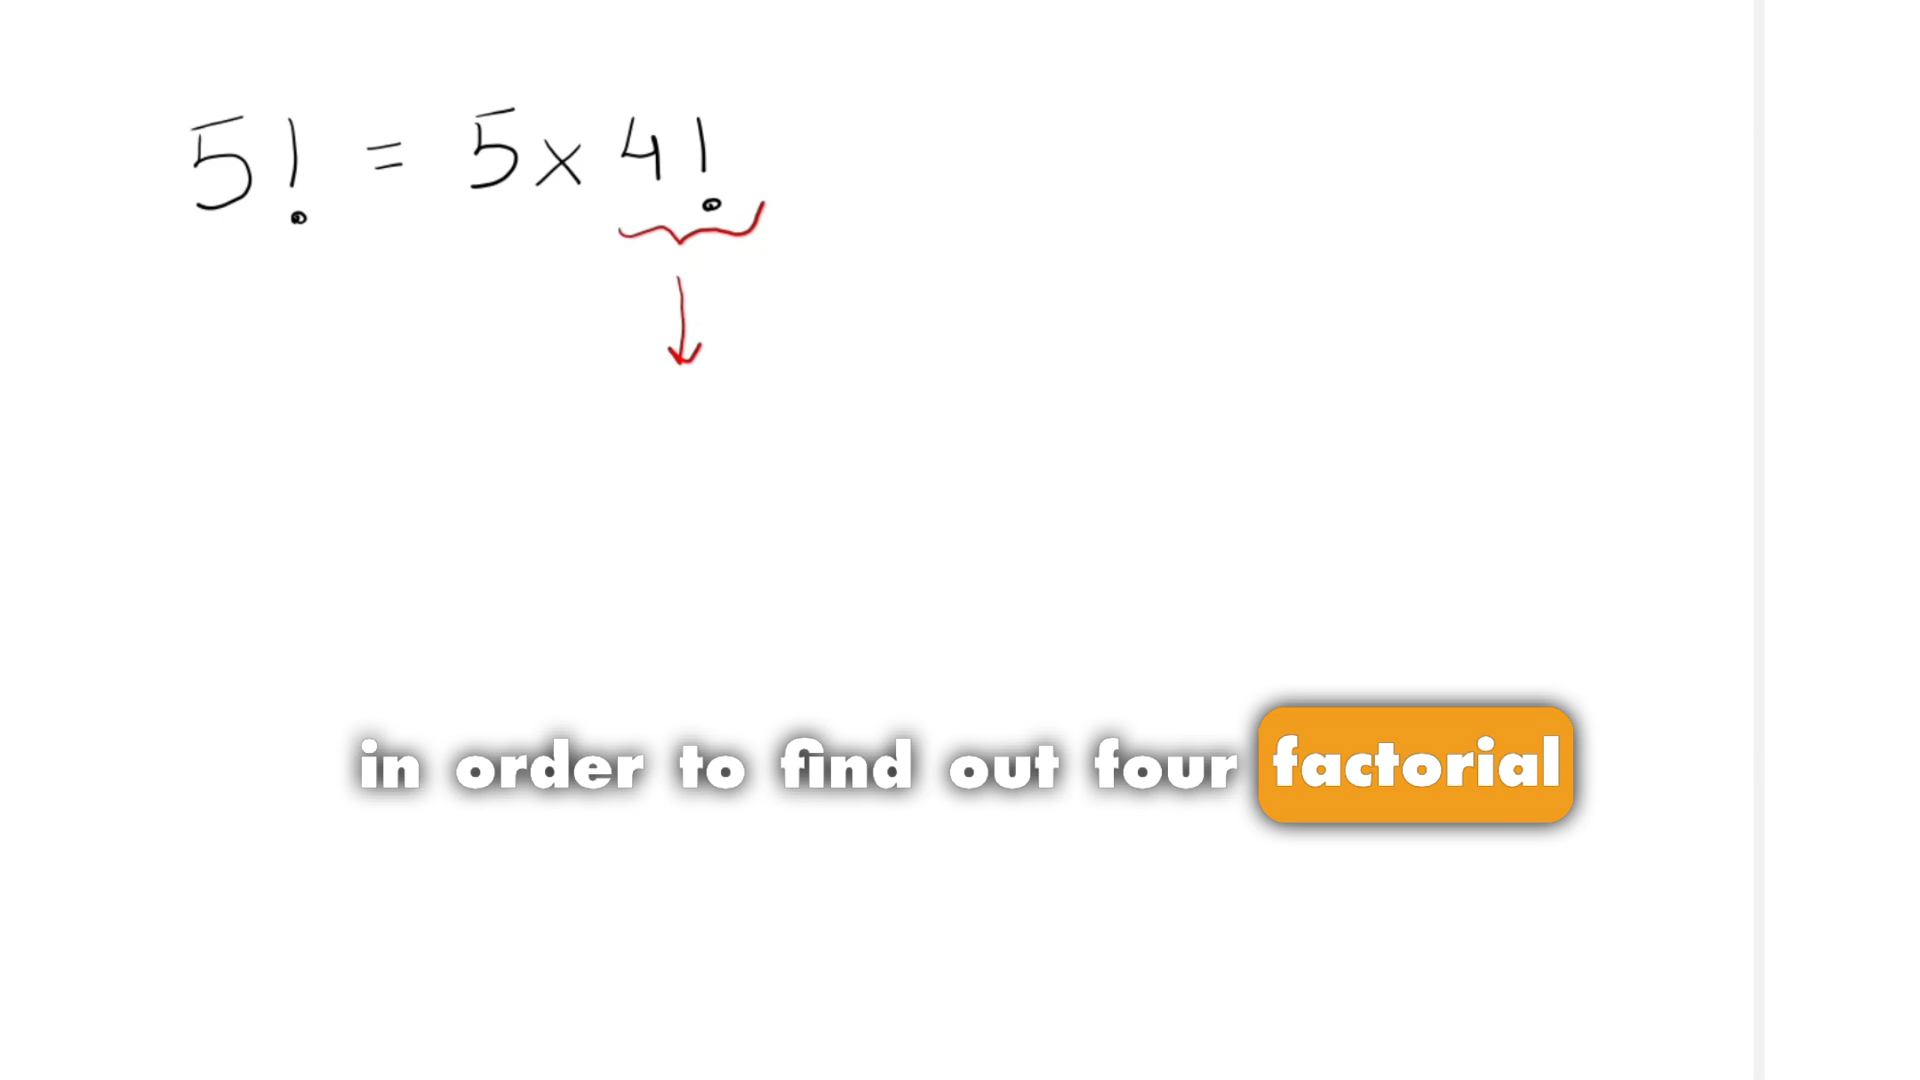 5! = 5 x 4!
in order to find out four factorial